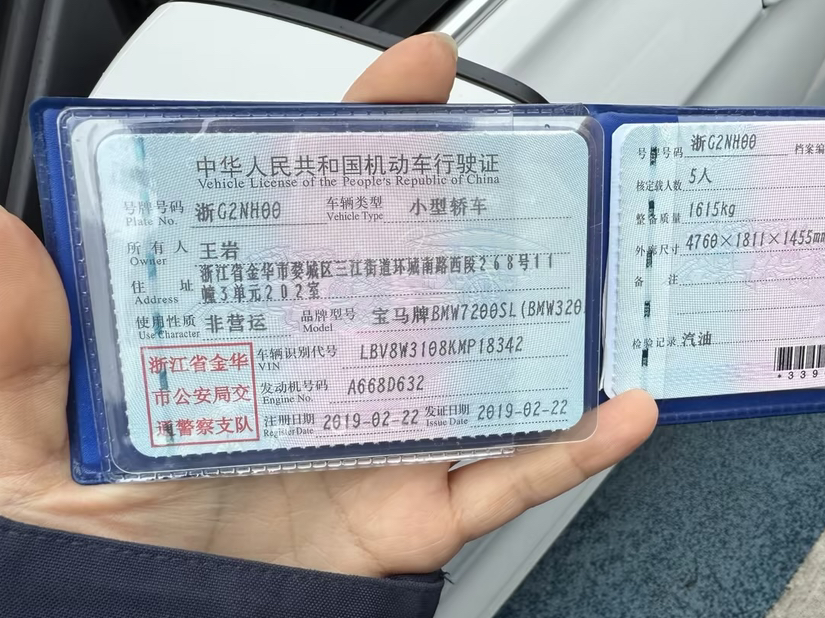 中华人民共和国机动车行驶证
Vehicle License of the People's Republic of China
号牌号码 浙G2NH00 车辆类型 小型轿车
Plate No. Vehicle Type
所有人 王岩
Owner
住址 浙江省金华市婺城区三江街道环城南路西段268号11
Address 幢3单元202室
使用性质 非营运 品牌型号 宝马牌BMW7200SL(BMW320
Use Character Model
浙江省金华
市公安局交
通警察支队
车辆识别代号 LBV8W3108KMP18342
VIN
发动机号码 A668D632
Engine No.
注册日期 2019-02-22 发证日期 2019-02-22
Register Date Issue Date
号牌号码 浙G2NH00 档案编
核定载人数 5人
整备质量 1615kg
外廓尺寸 4760×1811×1455mm
备注
检验记录 汽油
*339